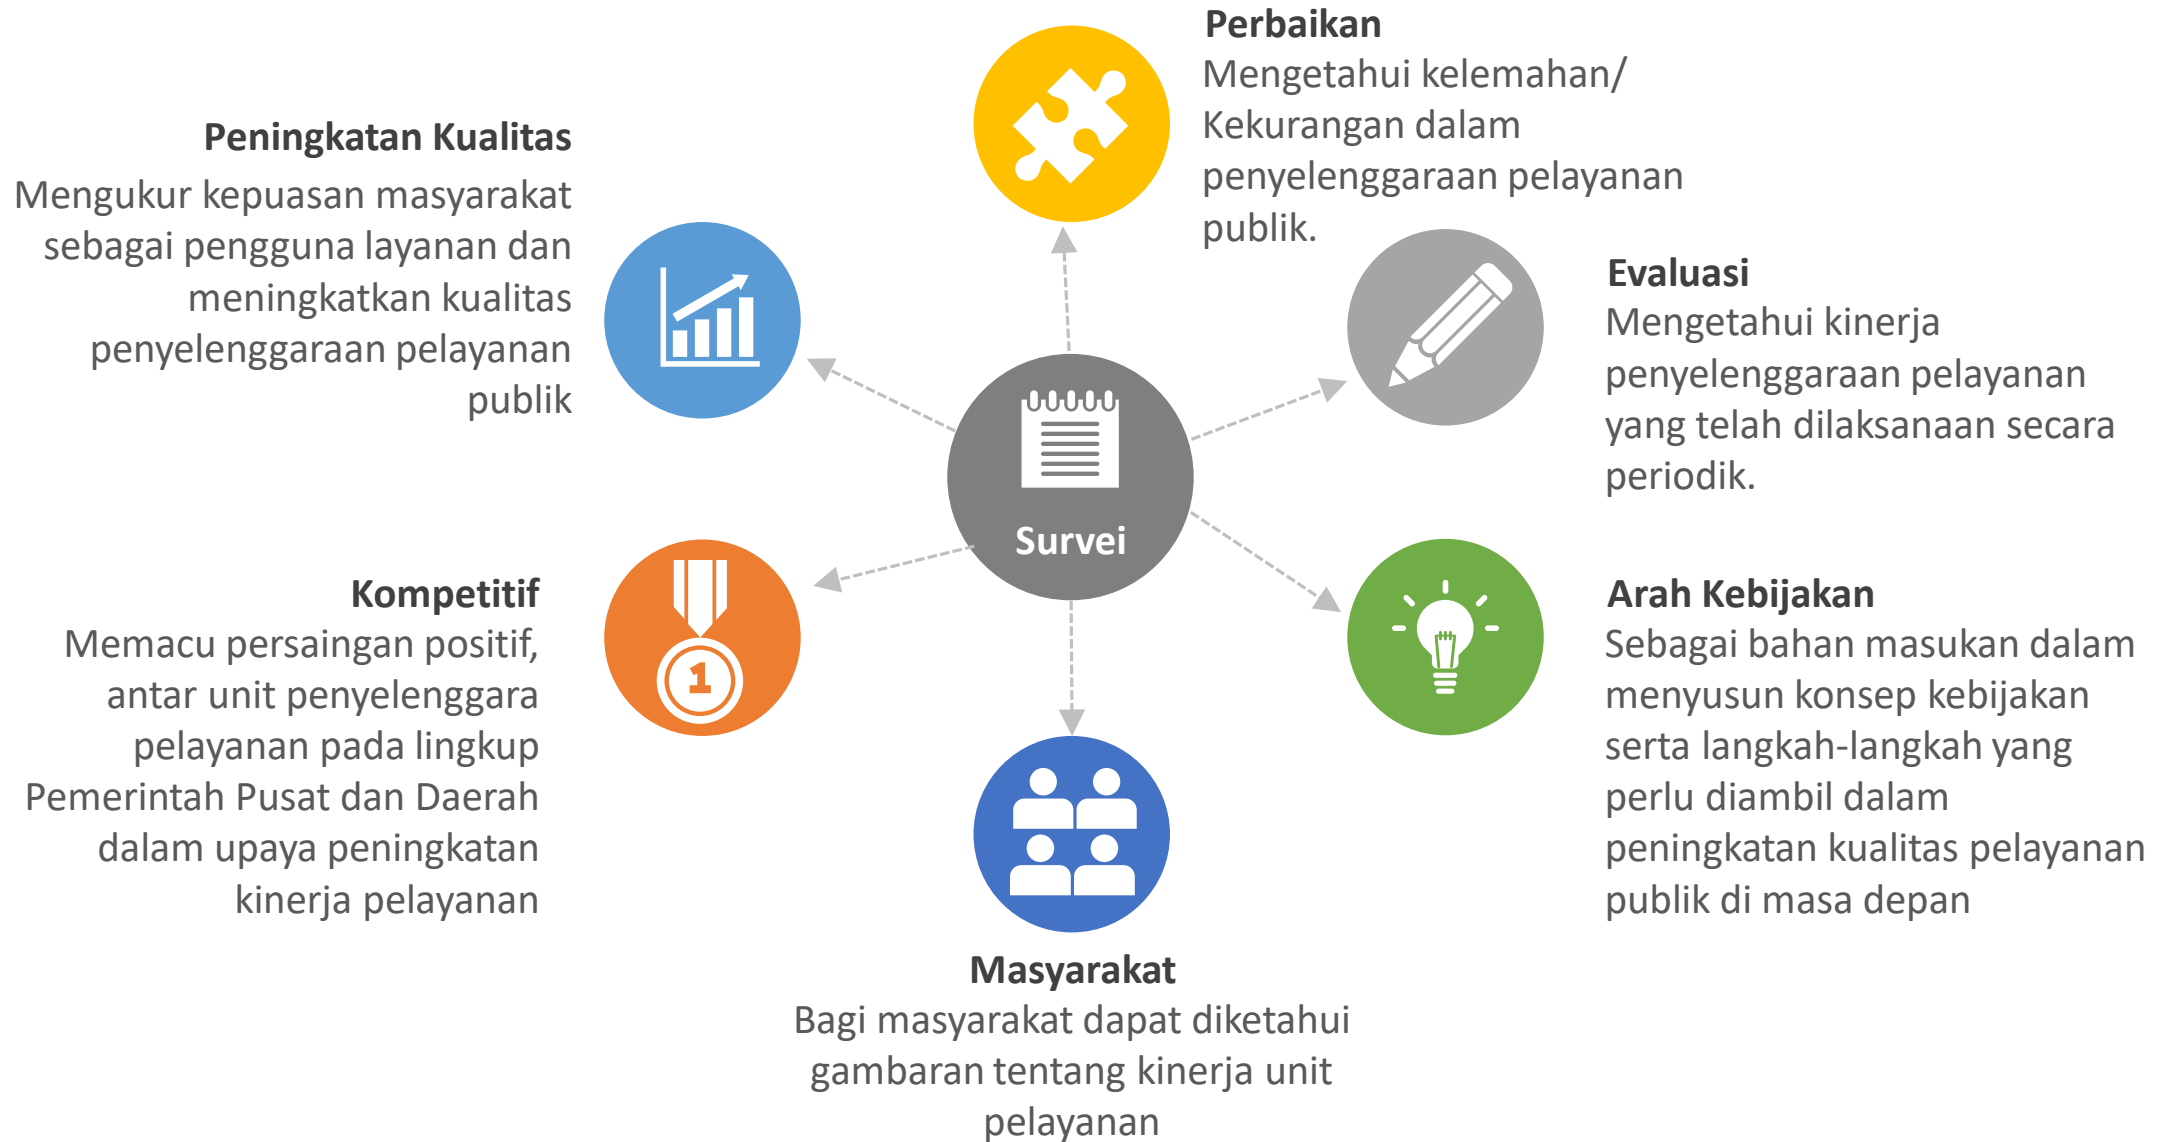 Perbaikan
Mengetahui kelemahan/
Kekurangan dalam
penyelenggaraan pelayanan
publik.
Peningkatan Kualitas
Mengukur kepuasan masyarakat
sebagai pengguna layanan dan
meningkatkan kualitas
penyelenggaraan pelayanan
publik
Evaluasi
Mengetahui kinerja
penyelenggaraan pelayanan
yang telah dilaksanaan secara
periodik.
Survei
Kompetitif
Memacu persaingan positif,
antar unit penyelenggara
pelayanan pada lingkup
Pemerintah Pusat dan Daerah
dalam upaya peningkatan
kinerja pelayanan
1
Arah Kebijakan
Sebagai bahan masukan dalam
menyusun konsep kebijakan
serta langkah-langkah yang
perlu diambil dalam
peningkatan kualitas pelayanan
publik di masa depan
Masyarakat
Bagi masyarakat dapat diketahui
gambaran tentang kinerja unit
pelayanan